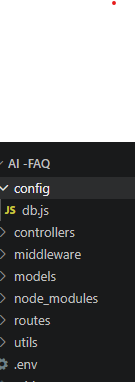 AI -FAQ
config
JS db.js
controllers
middleware
models
node_modules
routes
utils
.env